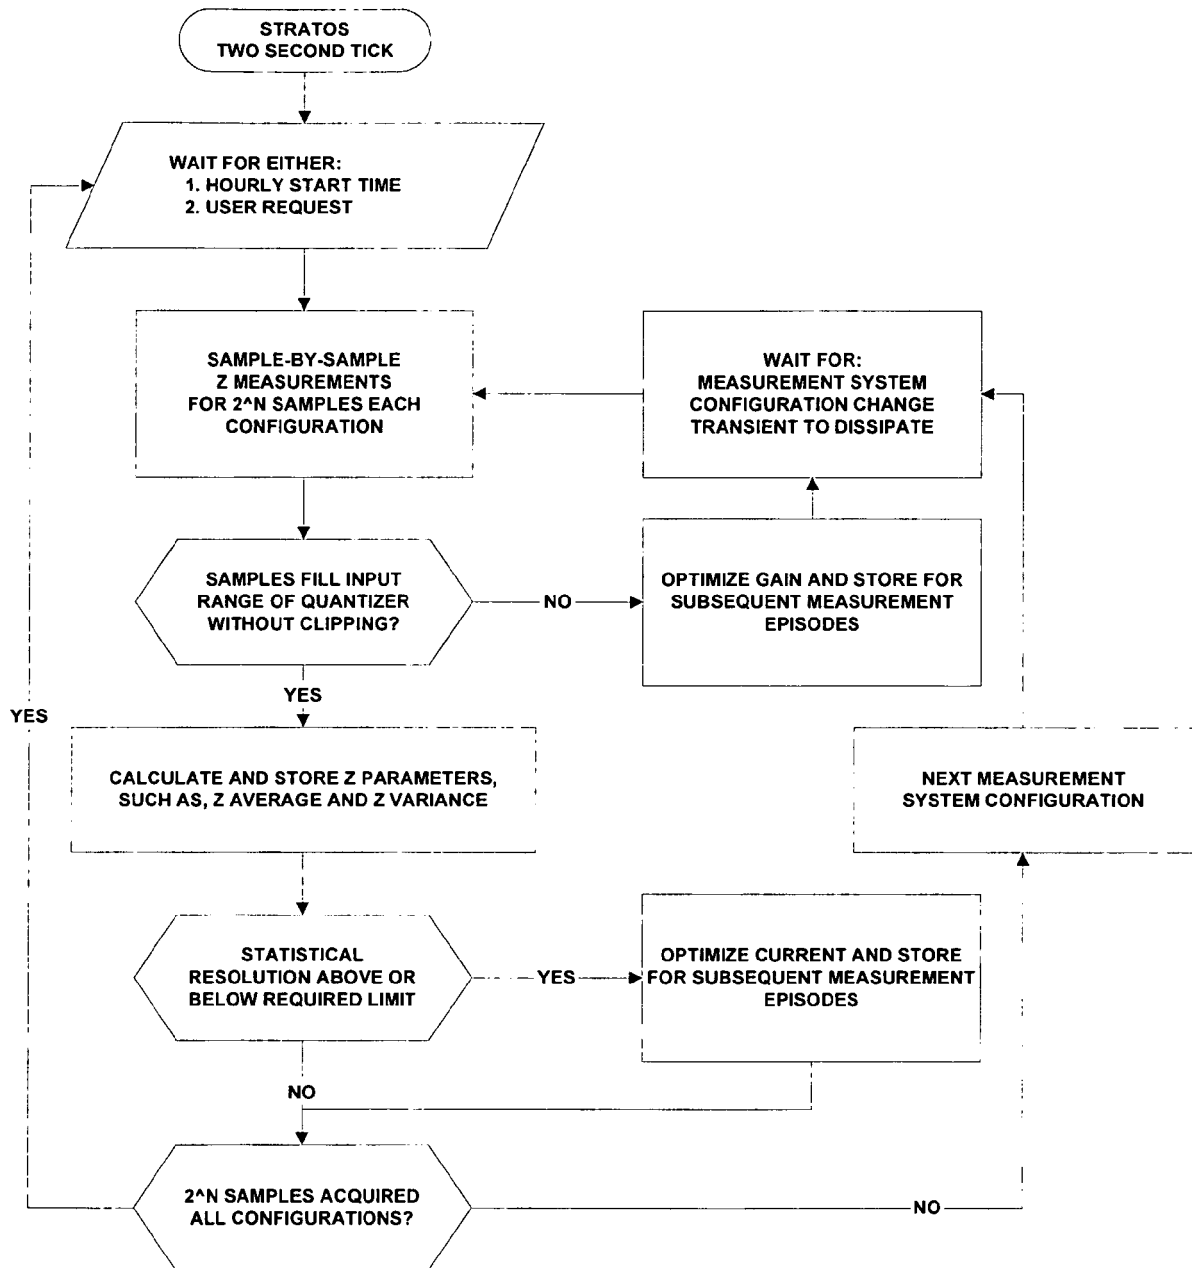 STRATOS
TWO SECOND TICK
WAIT FOR EITHER:
1. HOURLY START TIME
2. USER REQUEST
SAMPLE-BY-SAMPLE
Z MEASUREMENTS
FOR 2^N SAMPLES EACH
CONFIGURATION
WAIT FOR:
MEASUREMENT SYSTEM
CONFIGURATION CHANGE
TRANSIENT TO DISSIPATE
SAMPLES FILL INPUT
RANGE OF QUANTIZER
WITHOUT CLIPPING?
NO
OPTIMIZE GAIN AND STORE FOR
SUBSEQUENT MEASUREMENT
EPISODES
YES
YES
CALCULATE AND STORE Z PARAMETERS,
SUCH AS, Z AVERAGE AND Z VARIANCE
NEXT MEASUREMENT
SYSTEM CONFIGURATION
STATISTICAL
RESOLUTION ABOVE OR
BELOW REQUIRED LIMIT
YES
OPTIMIZE CURRENT AND STORE
FOR SUBSEQUENT MEASUREMENT
EPISODES
NO
2^N SAMPLES ACQUIRED
ALL CONFIGURATIONS?
NO